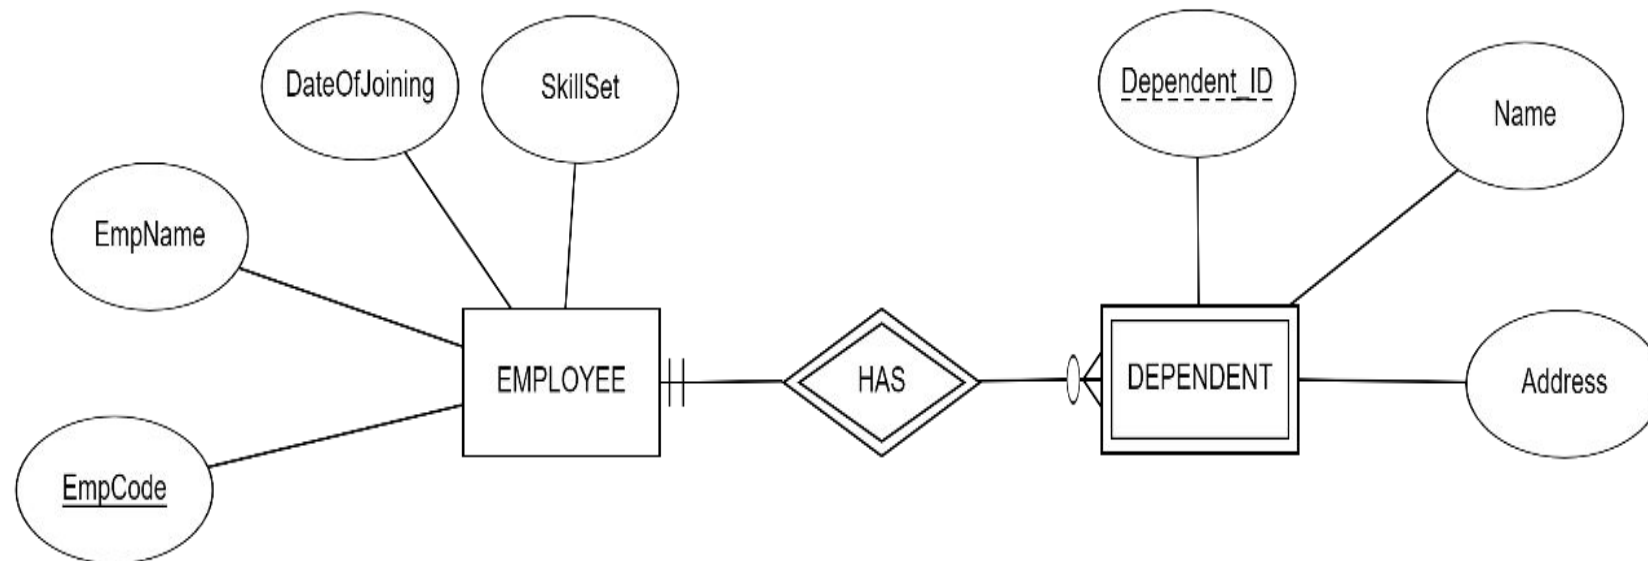 DateOfJoining
SkillSet
Dependent_ID
Name
EmpName
EMPLOYEE
HAS
DEPENDENT
Address
EmpCode